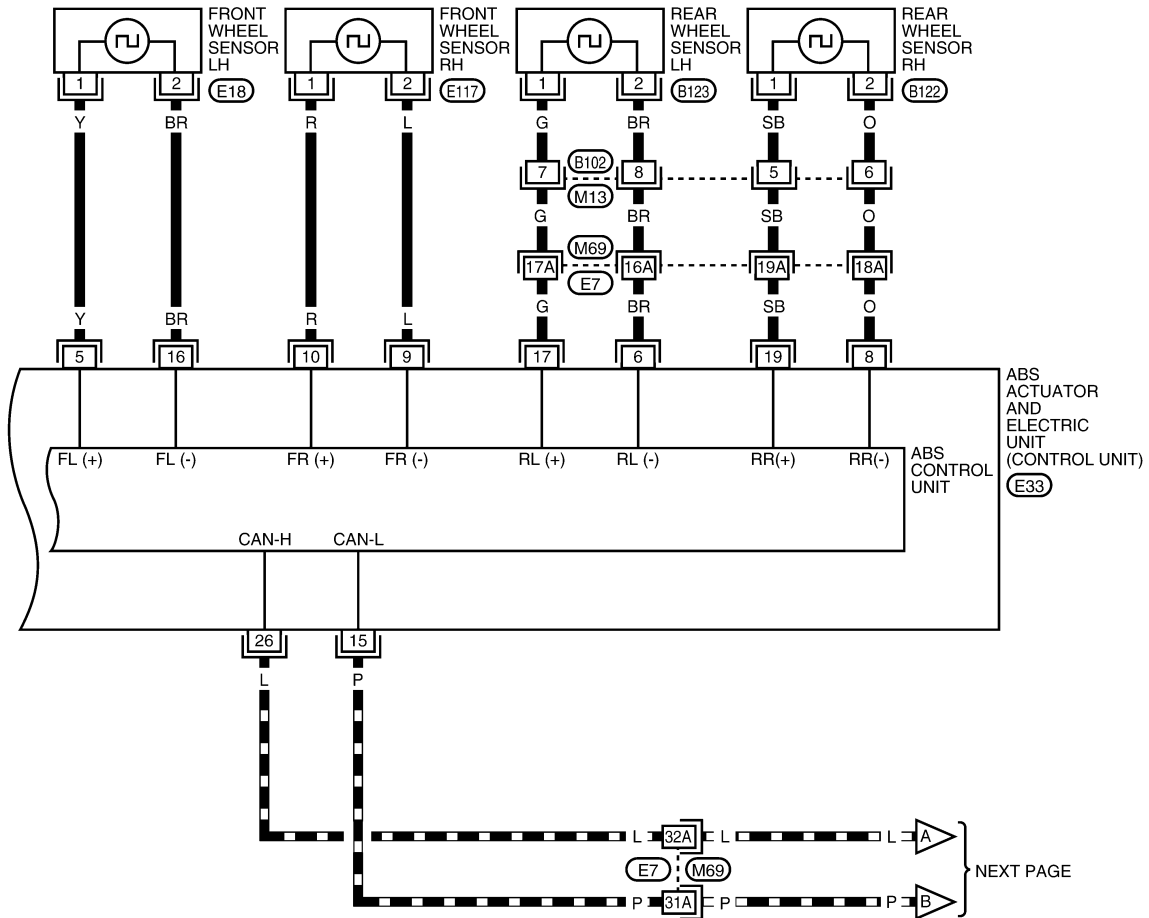 FRONT
WHEEL
SENSOR
LH
FRONT
WHEEL
SENSOR
RH
REAR
WHEEL
SENSOR
LH
REAR
WHEEL
SENSOR
RH
1 2 E18 1 2 E117 1 2 B123 1 2 B122
Y BR R L G BR SB O
7 B102 8 5 6
M13
G BR SB O
M69
17A 16A 19A 18A
E7
Y BR R L G BR SB O
5 16 10 9 17 6 19 8
ABS
ACTUATOR
AND
ELECTRIC
UNIT
(CONTROL UNIT)
E33
FL (+) FL (-) FR (+) FR (-) RL (+) RL (-) RR(+) RR(-)
ABS
CONTROL
UNIT
CAN-H CAN-L
26 15
L P
L 32A L L A
E7 M69
NEXT PAGE
P 31A P P B